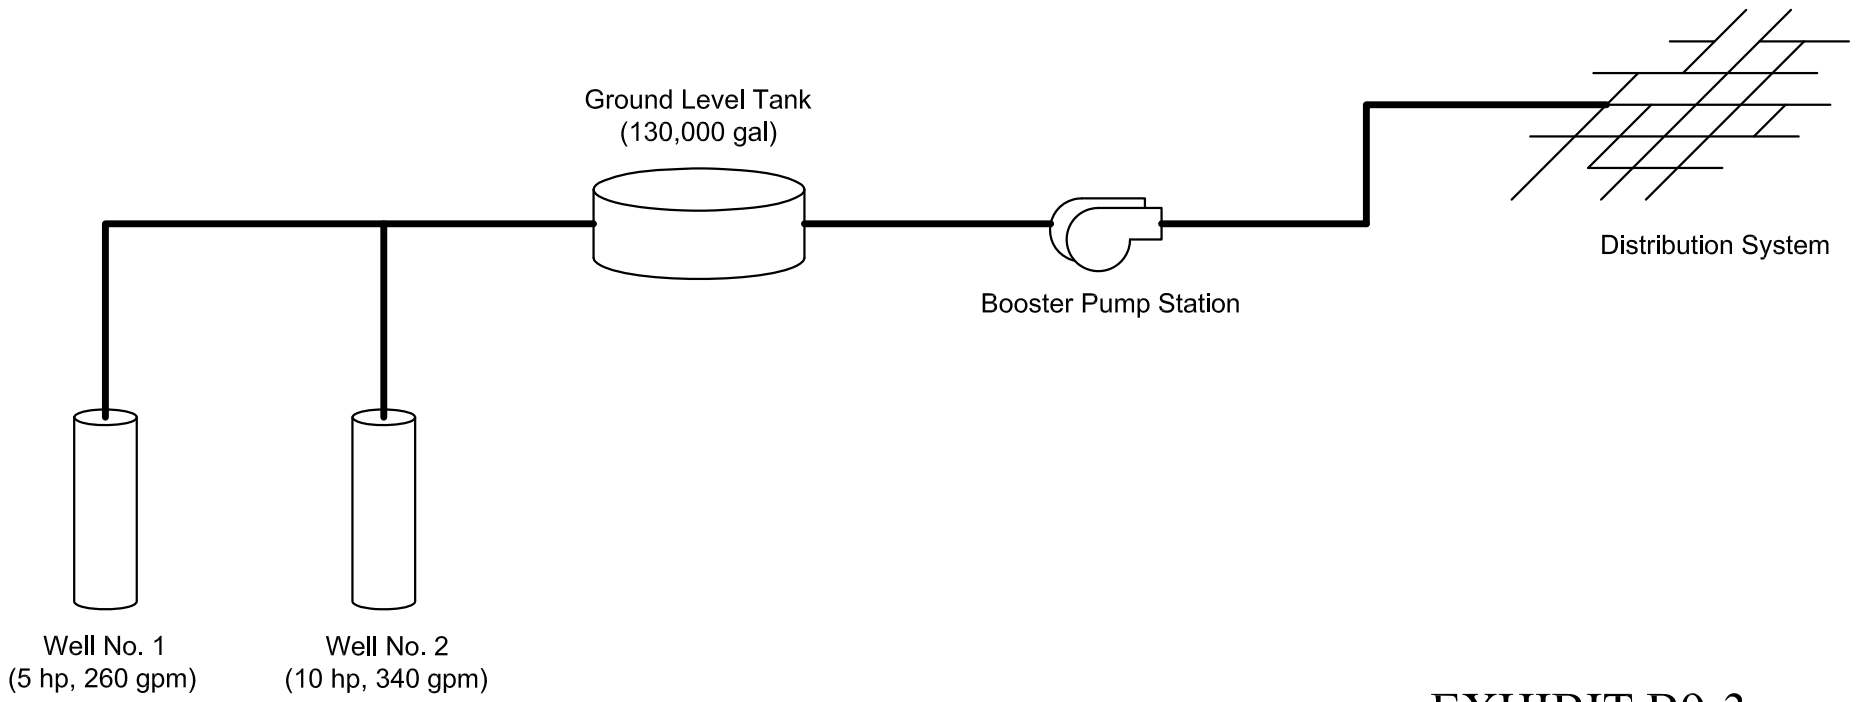 Ground Level Tank
(130,000 gal)
Distribution System
Booster Pump Station
Well No. 1
(5 hp, 260 gpm)
Well No. 2
(10 hp, 340 gpm)
EXHIBIT